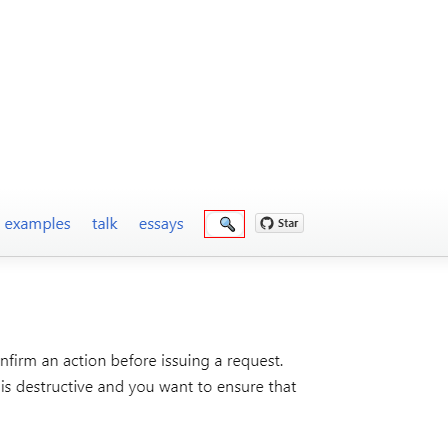 examples talk essays Star
nfirm an action before issuing a request.
is destructive and you want to ensure that